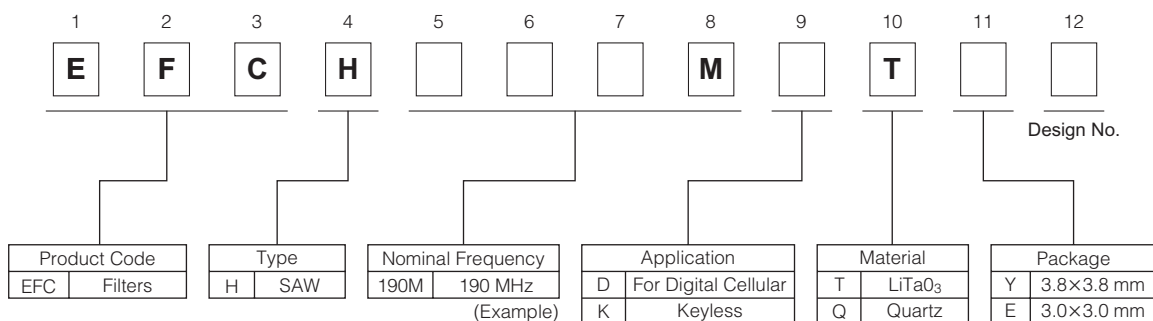 1 2 3 4 5 6 7 8 9 10 11 12
E F C H M T
Design No.
Product Code
EFC Filters
Type
H SAW
Nominal Frequency
190M 190 MHz
(Example)
Application
D For Digital Cellular
K Keyless
Material
T LiTa0₃
Q Quartz
Package
Y 3.8×3.8 mm
E 3.0×3.0 mm